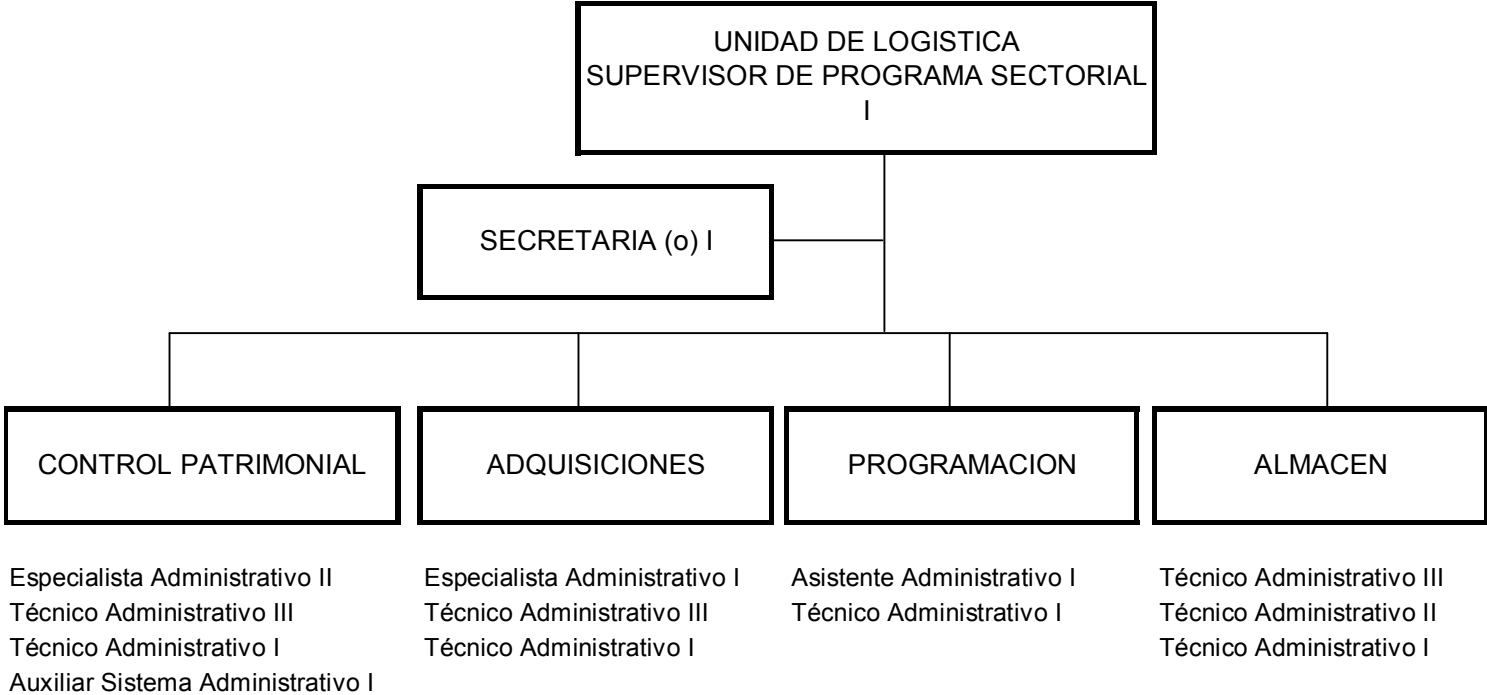 UNIDAD DE LOGISTICA
SUPERVISOR DE PROGRAMA SECTORIAL
I
SECRETARIA (o) I
CONTROL PATRIMONIAL
ADQUISICIONES
PROGRAMACION
ALMACEN
Especialista Administrativo II
Técnico Administrativo III
Técnico Administrativo I
Auxiliar Sistema Administrativo I
Especialista Administrativo I
Técnico Administrativo III
Técnico Administrativo I
Asistente Administrativo I
Técnico Administrativo I
Técnico Administrativo III
Técnico Administrativo II
Técnico Administrativo I